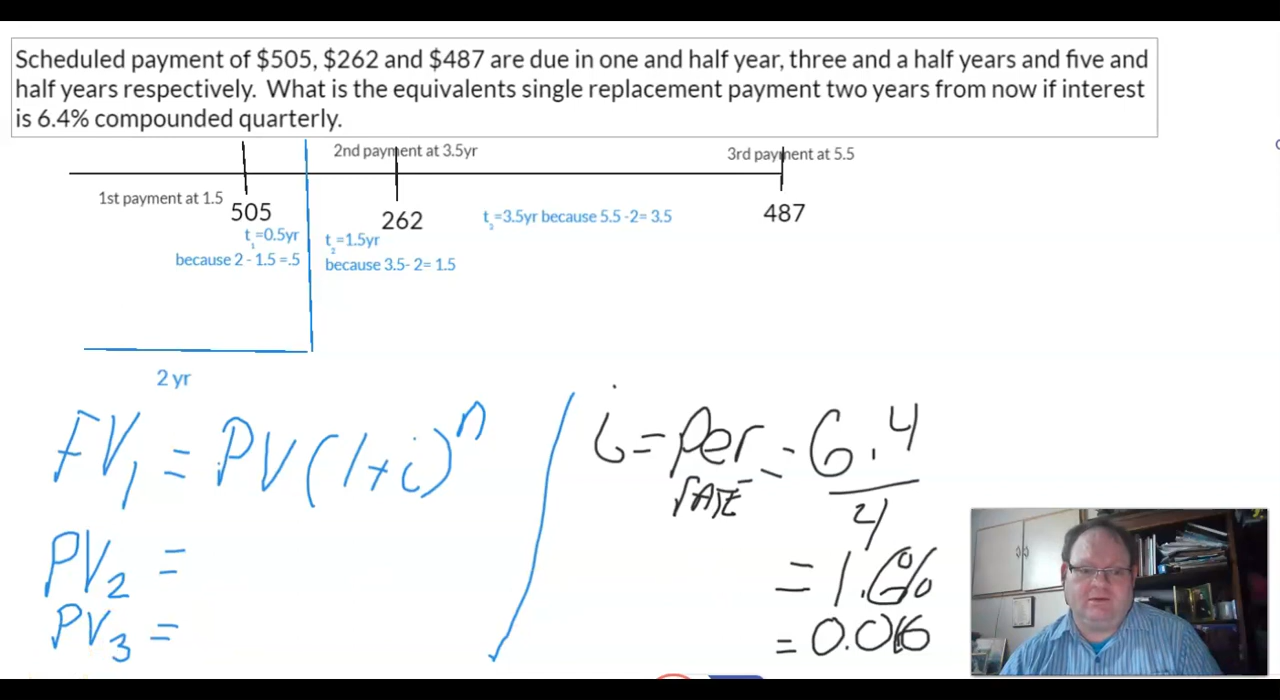 Scheduled payment of $505, $262 and $487 are due in one and half year, three and a half years and five and
half years respectively. What is the equivalents single replacement payment two years from now if interest
is 6.4% compounded quarterly.
2nd payment at 3.5yr
3rd payment at 5.5
1st payment at 1.5
505
262
487
t₁=0.5yr
because 2 - 1.5 =.5
t₂=1.5yr
because 3.5- 2= 1.5
t₃=3.5yr because 5.5 -2= 3.5
2 yr
FV₁ = PV(1+i)ⁿ
PV₂ =
PV₃ =
i = Per rate = 6.4/4
= 1.6%
= 0.016